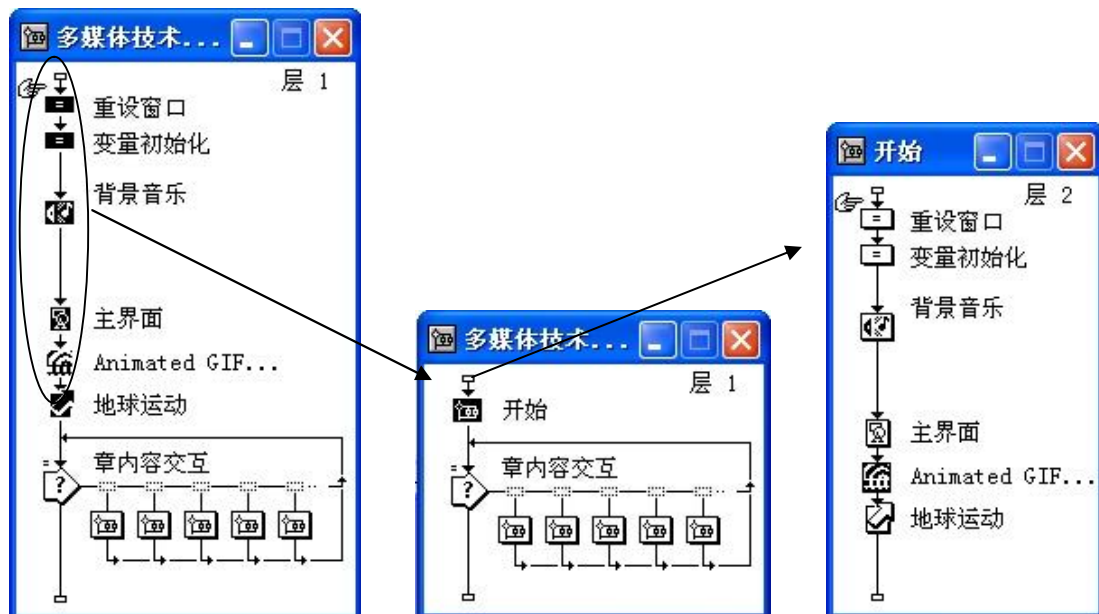 多媒体技术...
层 1
重设窗口
变量初始化
背景音乐
主界面
Animated GIF...
地球运动
章内容交互
多媒体技术...
层 1
开始
章内容交互
开始
层 2
重设窗口
变量初始化
背景音乐
主界面
Animated GIF...
地球运动